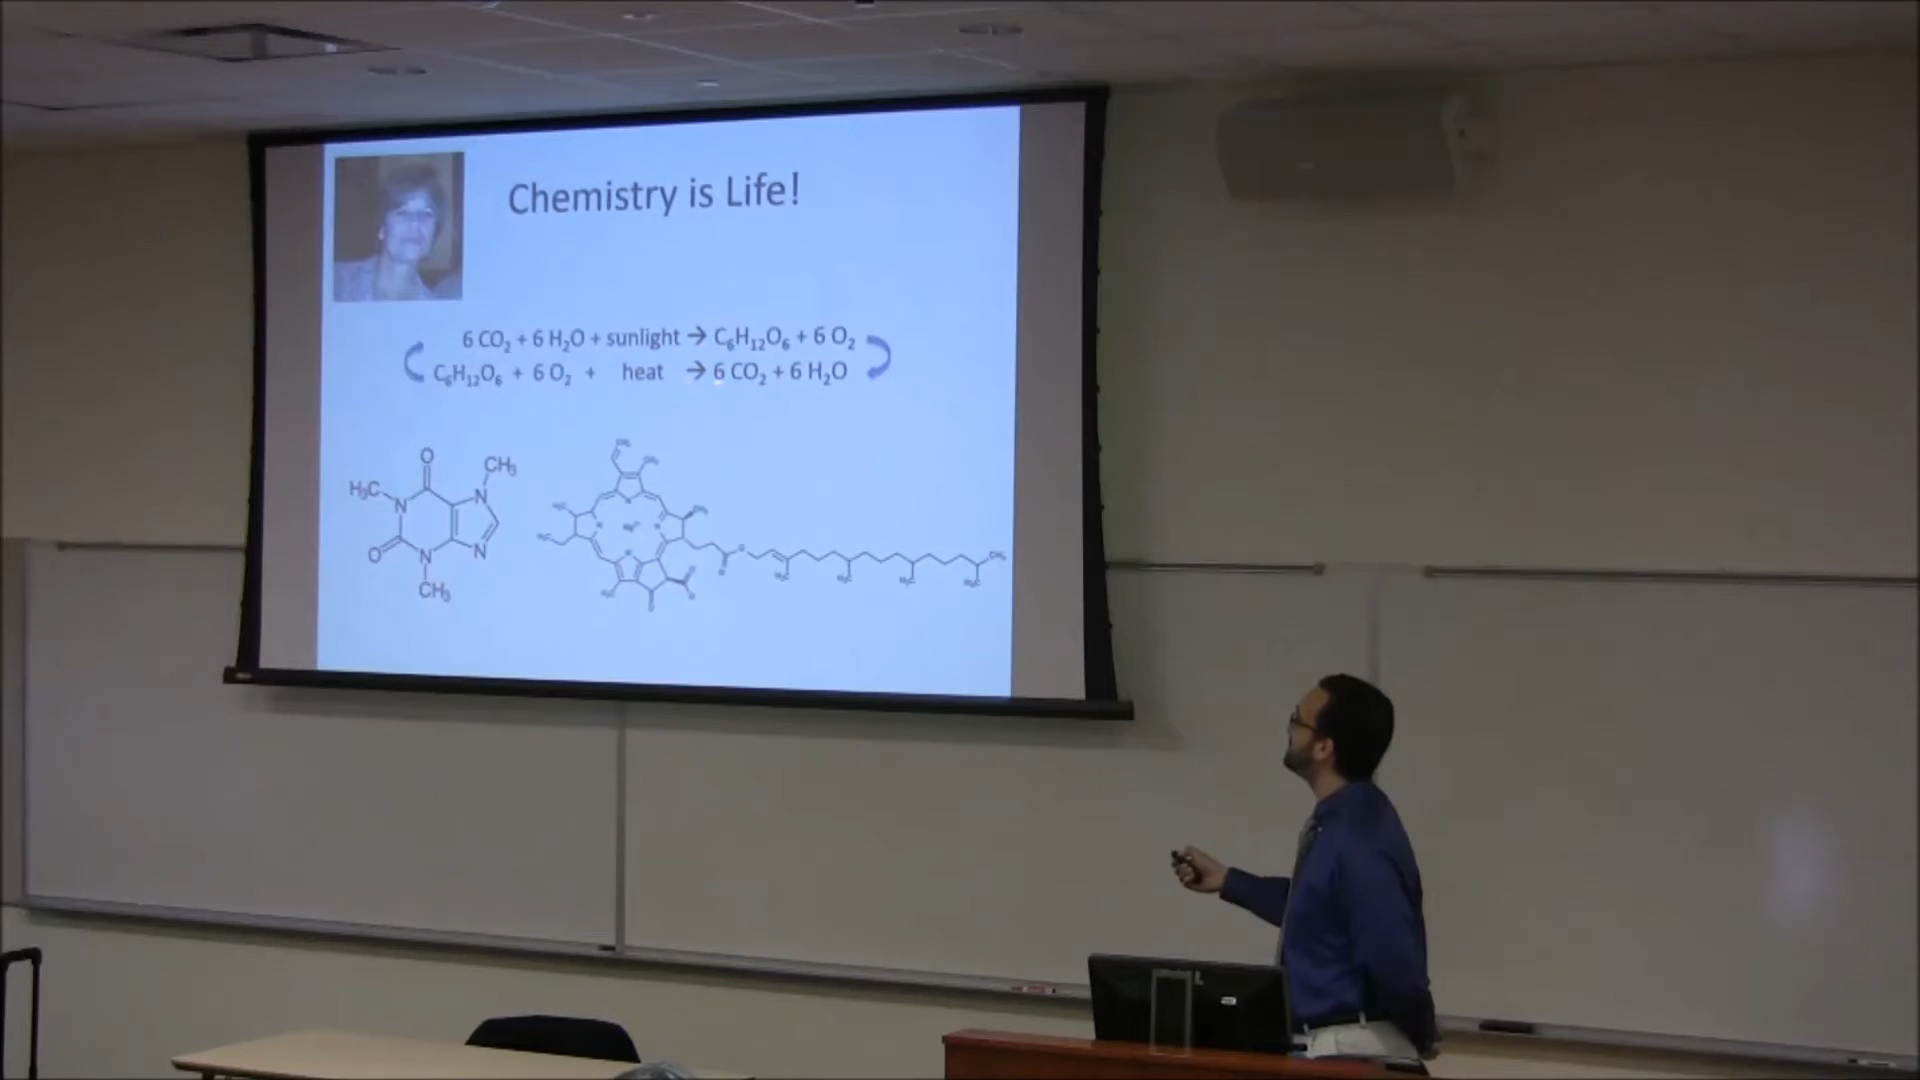 Chemistry is Life!
6 CO₂ + 6 H₂O + sunlight → C₆H₁₂O₆ + 6 O₂
C₆H₁₂O₆ + 6 O₂ + heat → 6 CO₂ + 6 H₂O
O
CH₃
H₃C
N
N
O
N
N
CH₃